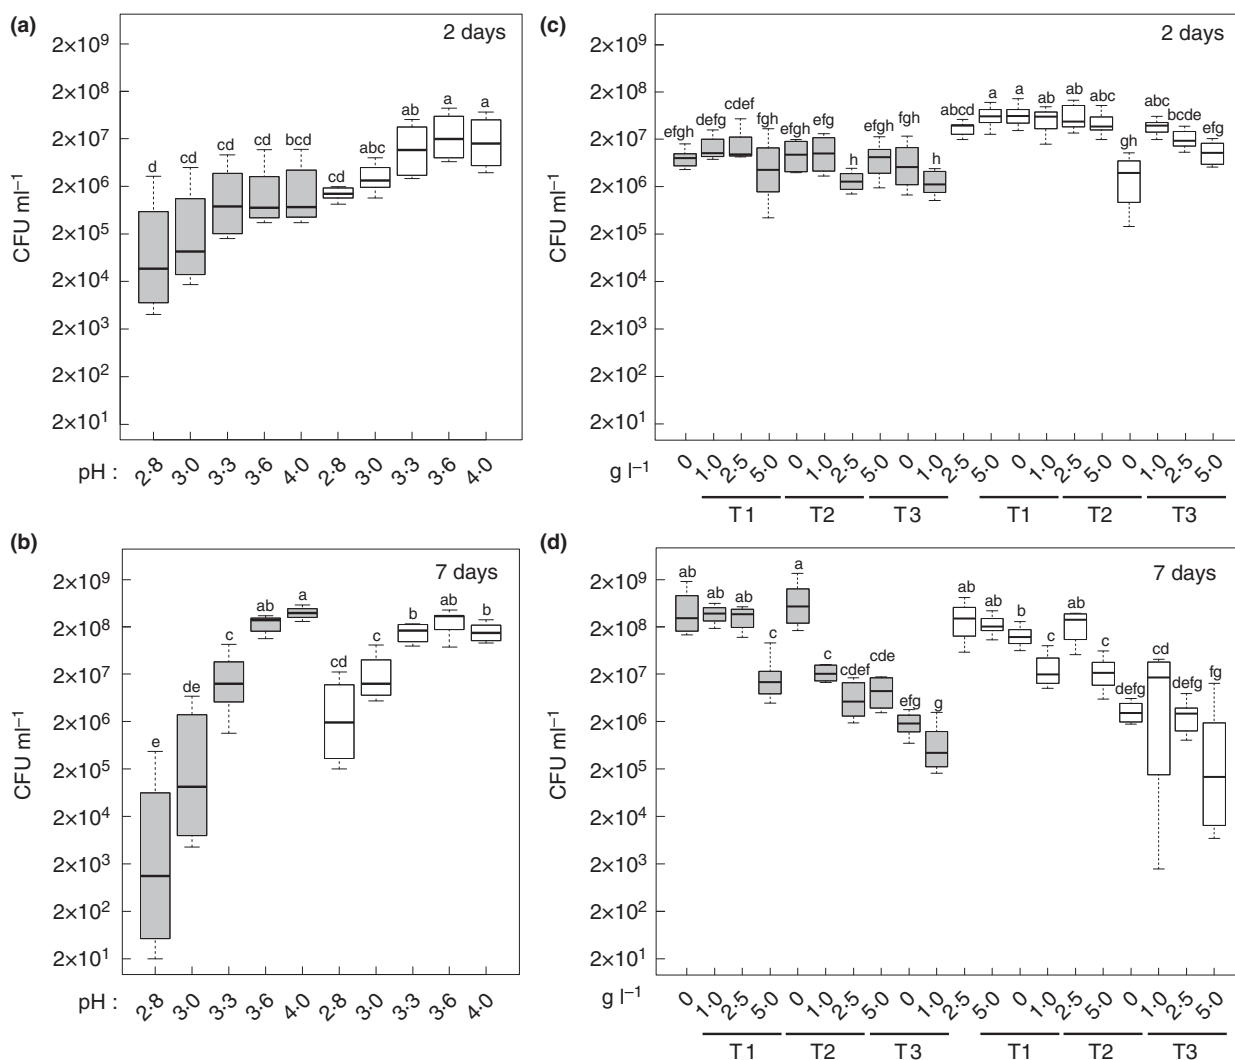 (a)
2 days
2×10⁹
2×10⁸
2×10⁷
2×10⁶
2×10⁵
2×10⁴
2×10³
2×10²
2×10¹
CFU ml⁻¹
d cd cd cd bcd cd abc ab a a
pH : 2·8 3·0 3·3 3·6 4·0 2·8 3·0 3·3 3·6 4·0
(c)
2 days
2×10⁹
2×10⁸
2×10⁷
2×10⁶
2×10⁵
2×10⁴
2×10³
2×10²
2×10¹
CFU ml⁻¹
efgh defg cdef fgh efgh efg h efgh fgh h abcd a a ab ab abc gh abc bcde efg
g l⁻¹ 0 1·0 2·5 5·0 0 1·0 2·5 5·0 0 1·0 2·5 5·0 0 1·0 2·5 5·0 0 1·0 2·5 5·0
T1 T2 T3 T1 T2 T3
(b)
7 days
2×10⁹
2×10⁸
2×10⁷
2×10⁶
2×10⁵
2×10⁴
2×10³
2×10²
2×10¹
CFU ml⁻¹
e de c ab a cd c b ab b
pH : 2·8 3·0 3·3 3·6 4·0 2·8 3·0 3·3 3·6 4·0
(d)
7 days
2×10⁹
2×10⁸
2×10⁷
2×10⁶
2×10⁵
2×10⁴
2×10³
2×10²
2×10¹
CFU ml⁻¹
ab ab ab c a c cdef cde efg g ab ab b c ab c defg cd defg fg
g l⁻¹ 0 1·0 2·5 5·0 0 1·0 2·5 5·0 0 1·0 2·5 5·0 0 1·0 2·5 5·0 0 1·0 2·5 5·0
T1 T2 T3 T1 T2 T3